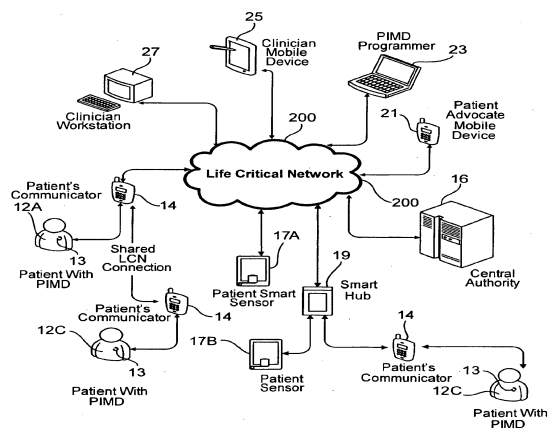 25
Clinician
Mobile
Device
PIMD
Programmer
23
27
Clinician
Workstation
200
21
Patient
Advocate
Mobile
Device
Life Critical Network
200
16
Central
Authority
Patient's
Communicator
12A
13
14
Patient With
PIMD
Shared
LCN
Connection
17A
Patient Smart
Sensor
19
Smart
Hub
Patient's
Communicator
14
12C
13
Patient With
PIMD
17B
Patient
Sensor
14
Patient's
Communicator
13
12C
Patient With
PIMD